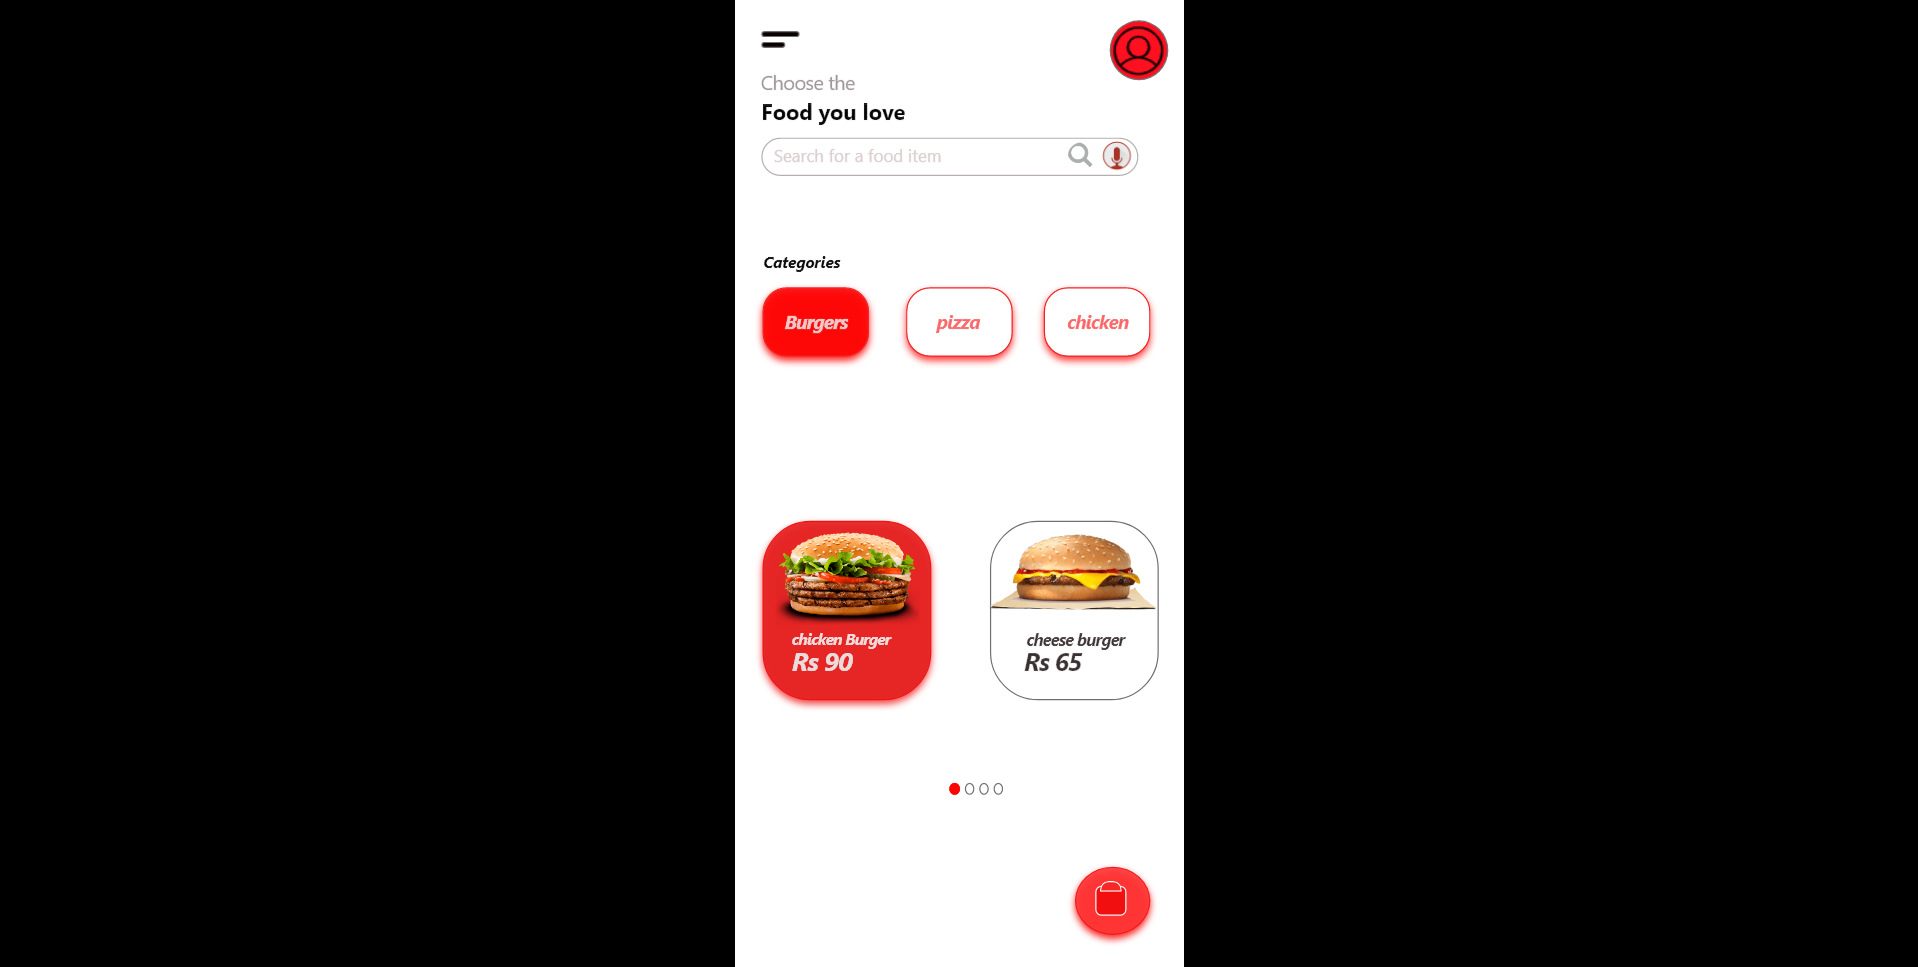 Choose the
Food you love
Search for a food item
Categories
Burgers
pizza
chicken
chicken Burger
Rs 90
cheese burger
Rs 65